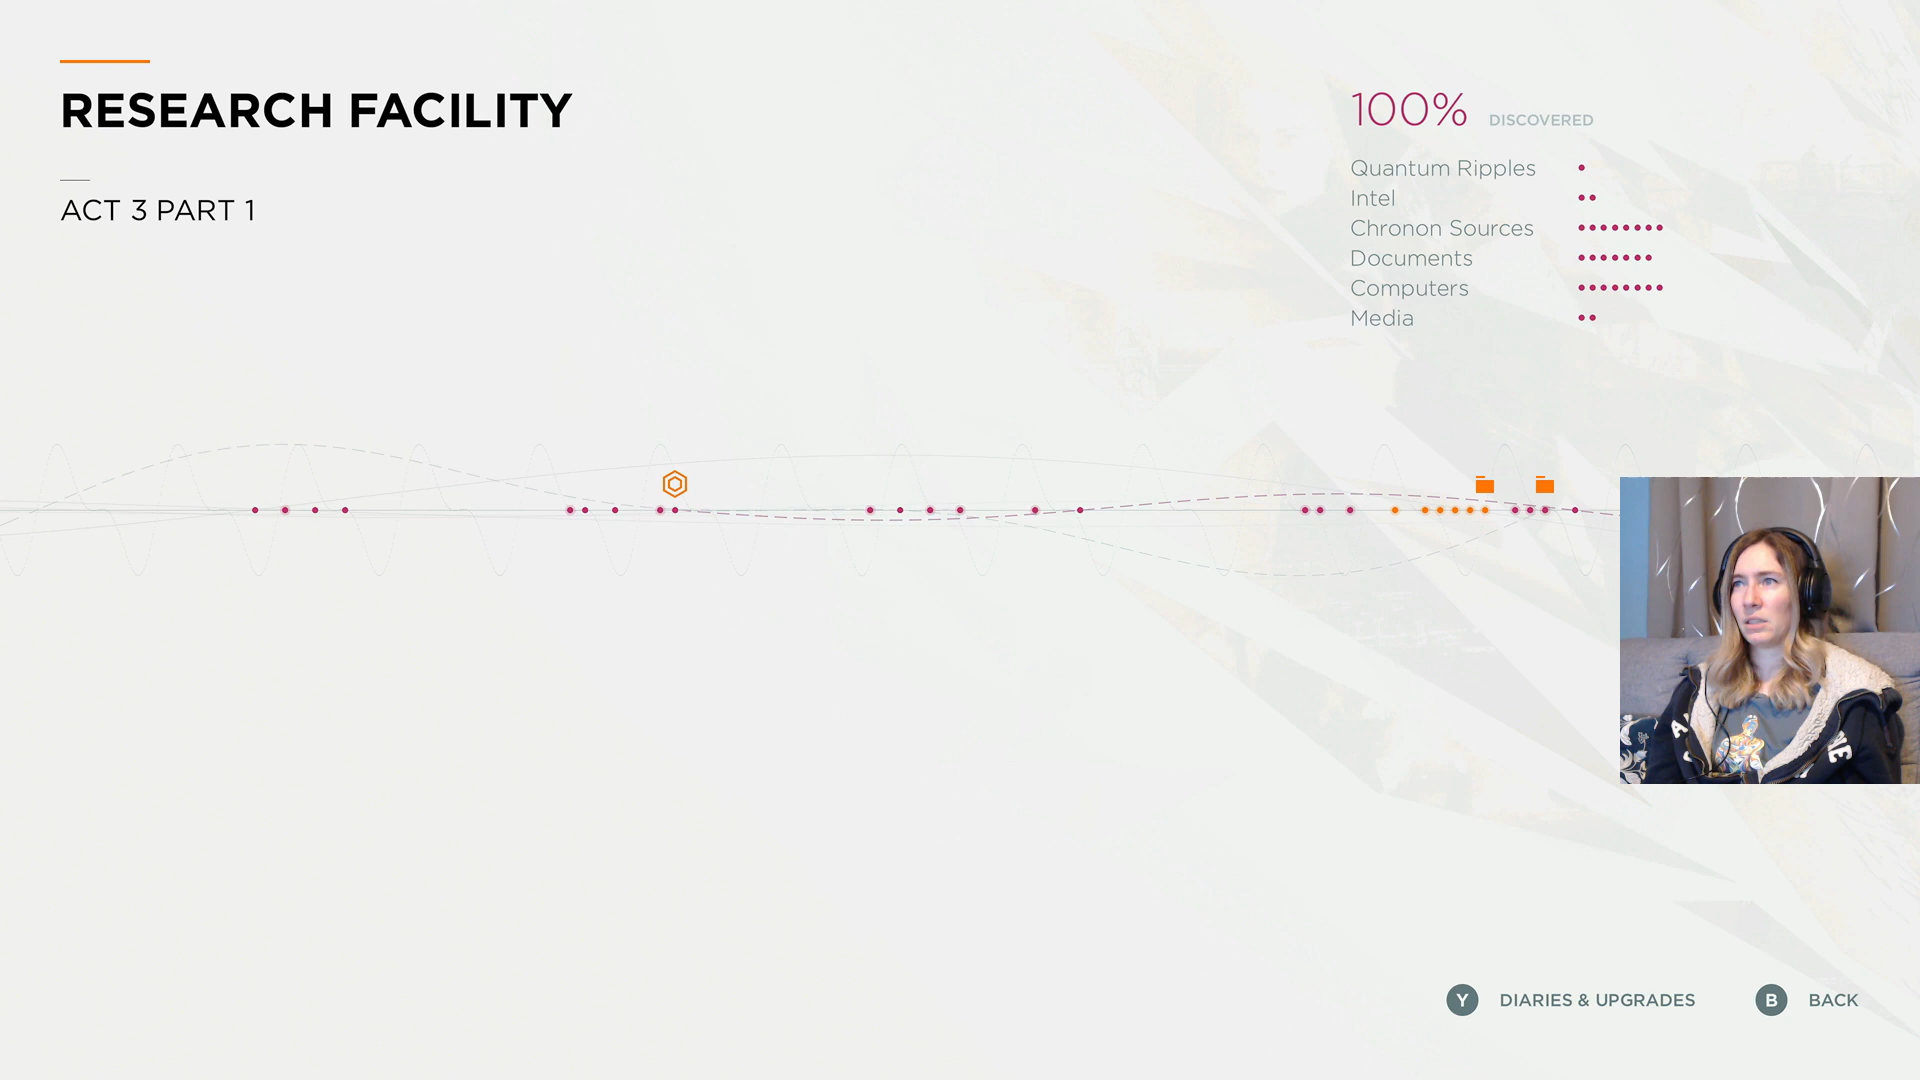 RESEARCH FACILITY
ACT 3 PART 1
100% DISCOVERED
Quantum Ripples
Intel
Chronon Sources
Documents
Computers
Media
Y DIARIES & UPGRADES B BACK